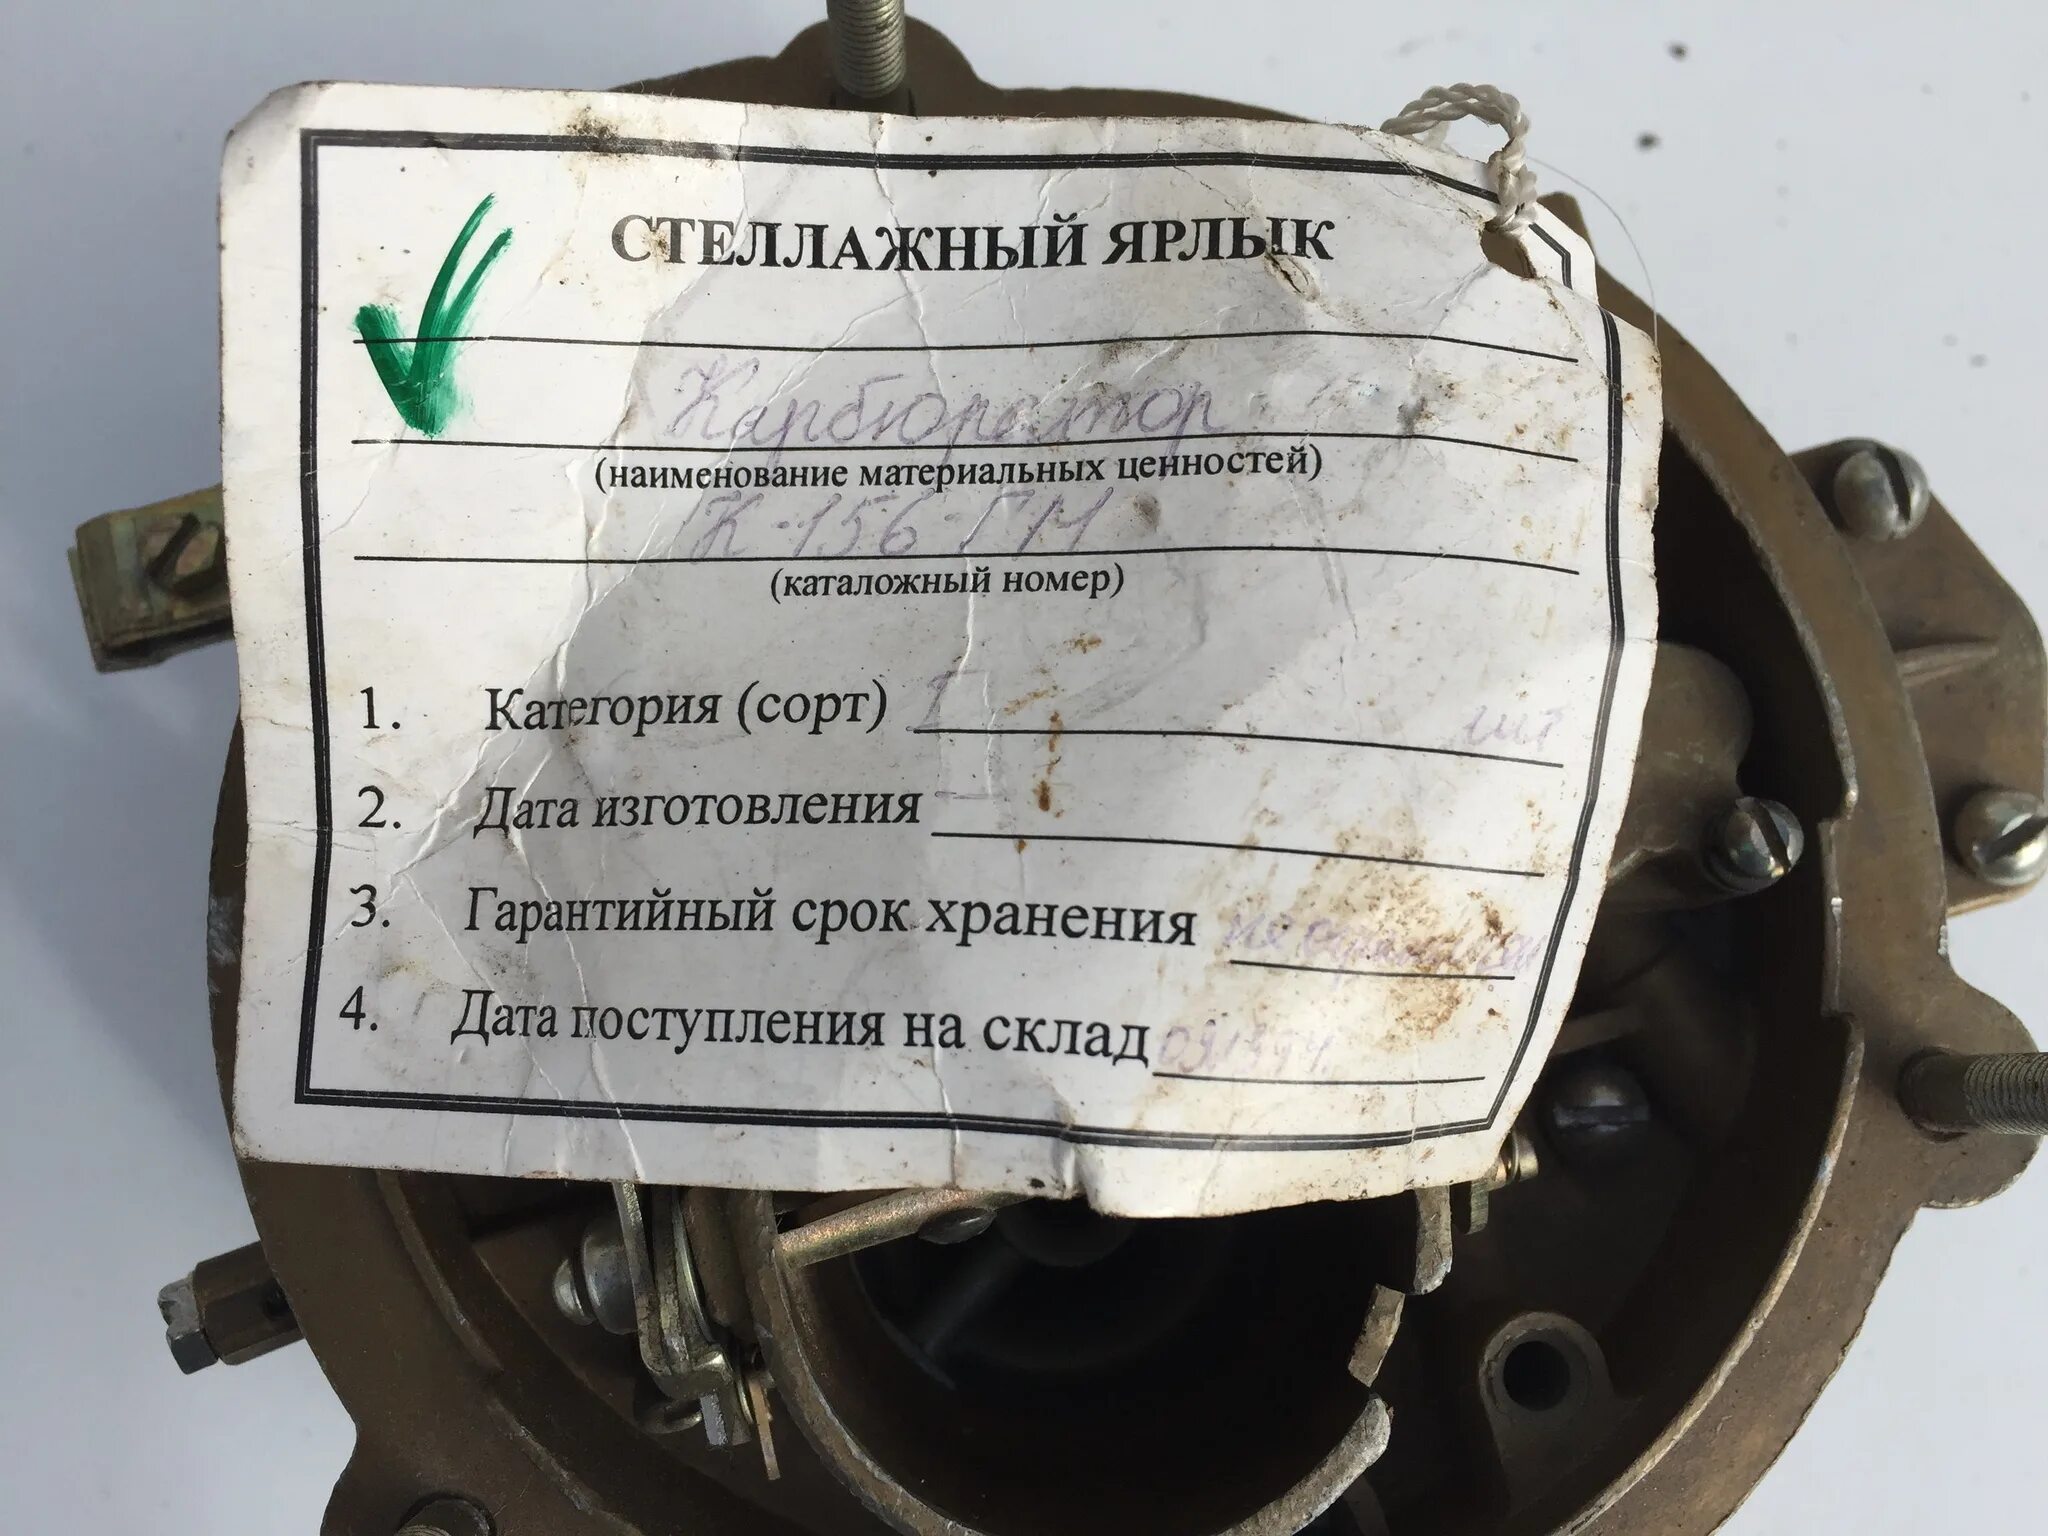 СТЕЛЛАЖНЫЙ ЯРЛЫК
Карбюратор
(наименование материальных ценностей)
К-156-ГМ
(каталожный номер)
1. Категория (сорт) I шт
2. Дата изготовления —
3. Гарантийный срок хранения
4. Дата поступления на склад